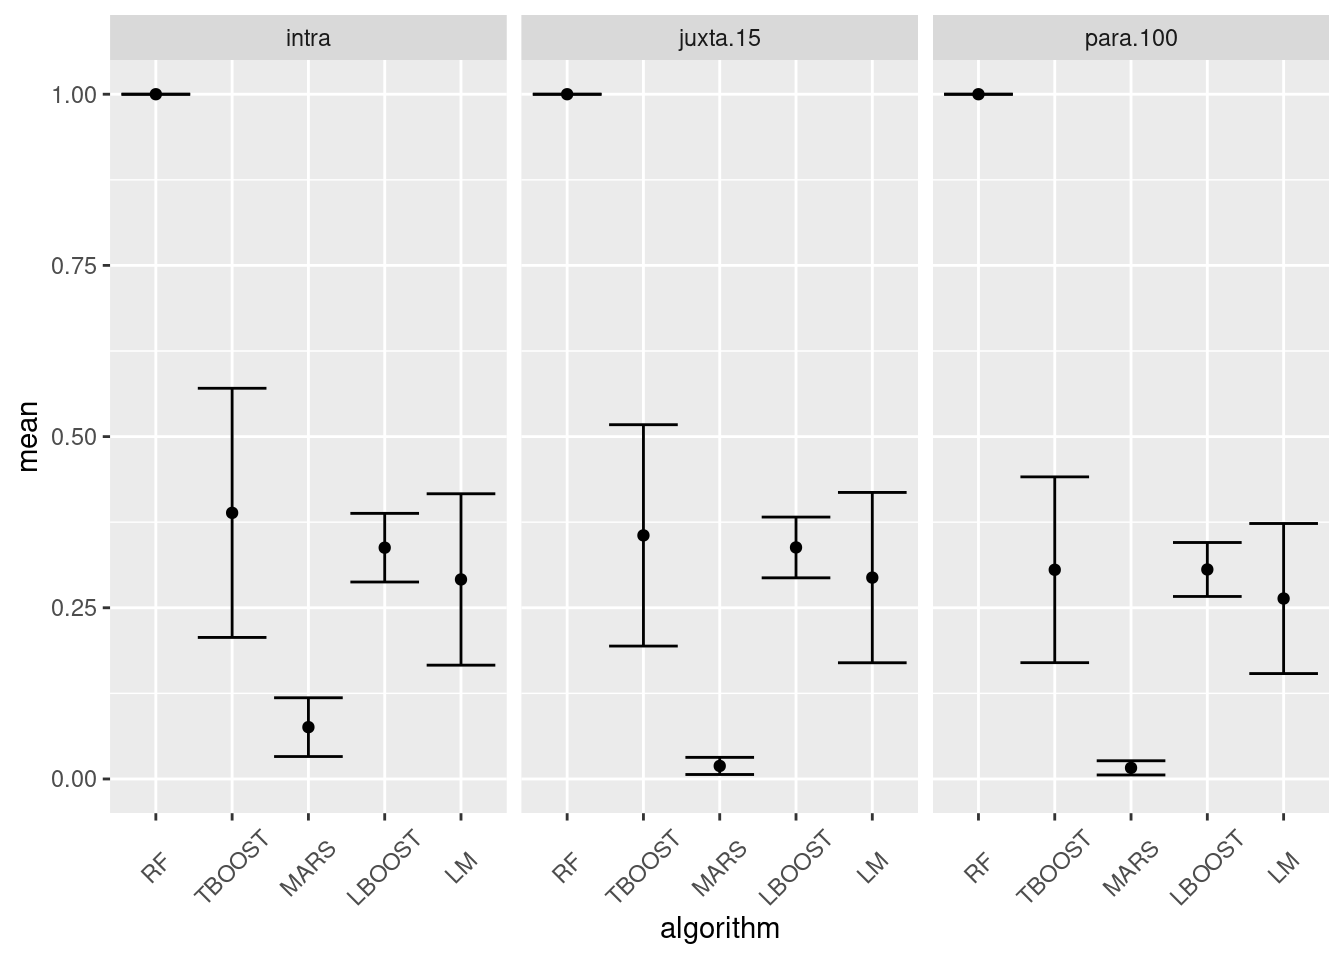 intra juxta.15 para.100
1.00
0.75
0.50
0.25
0.00
mean
RF TBOOST MARS LBOOST LM RF TBOOST MARS LBOOST LM RF TBOOST MARS LBOOST LM
algorithm